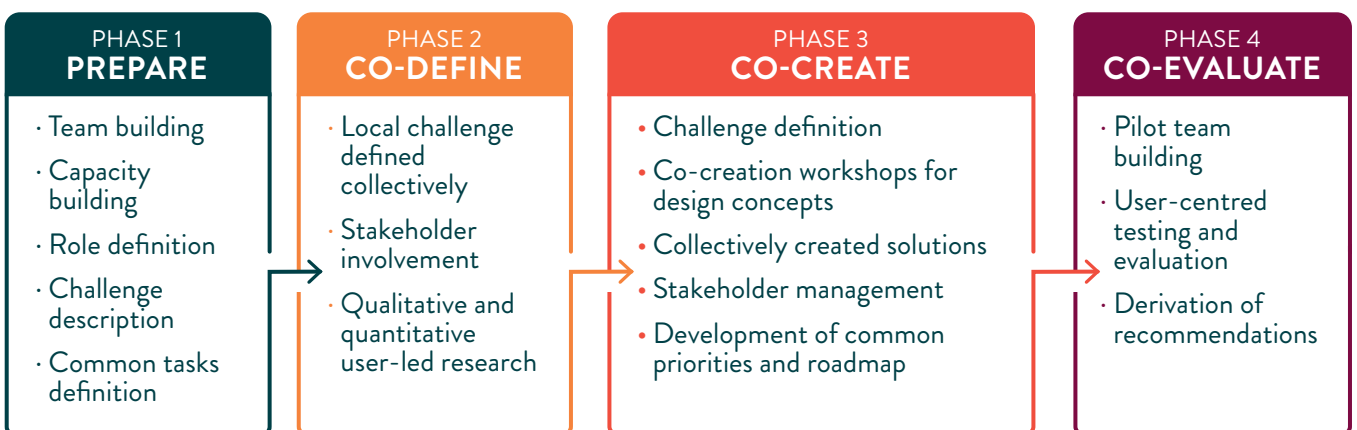 PHASE 1
PREPARE
· Team building
· Capacity
building
· Role definition
· Challenge
description
· Common tasks
definition
PHASE 2
CO-DEFINE
· Local challenge
defined
collectively
· Stakeholder
involvement
· Qualitative and
quantitative
user-led research
PHASE 3
CO-CREATE
• Challenge definition
• Co-creation workshops for
design concepts
• Collectively created solutions
• Stakeholder management
• Development of common
priorities and roadmap
PHASE 4
CO-EVALUATE
· Pilot team
building
· User-centred
testing and
evaluation
· Derivation of
recommendations